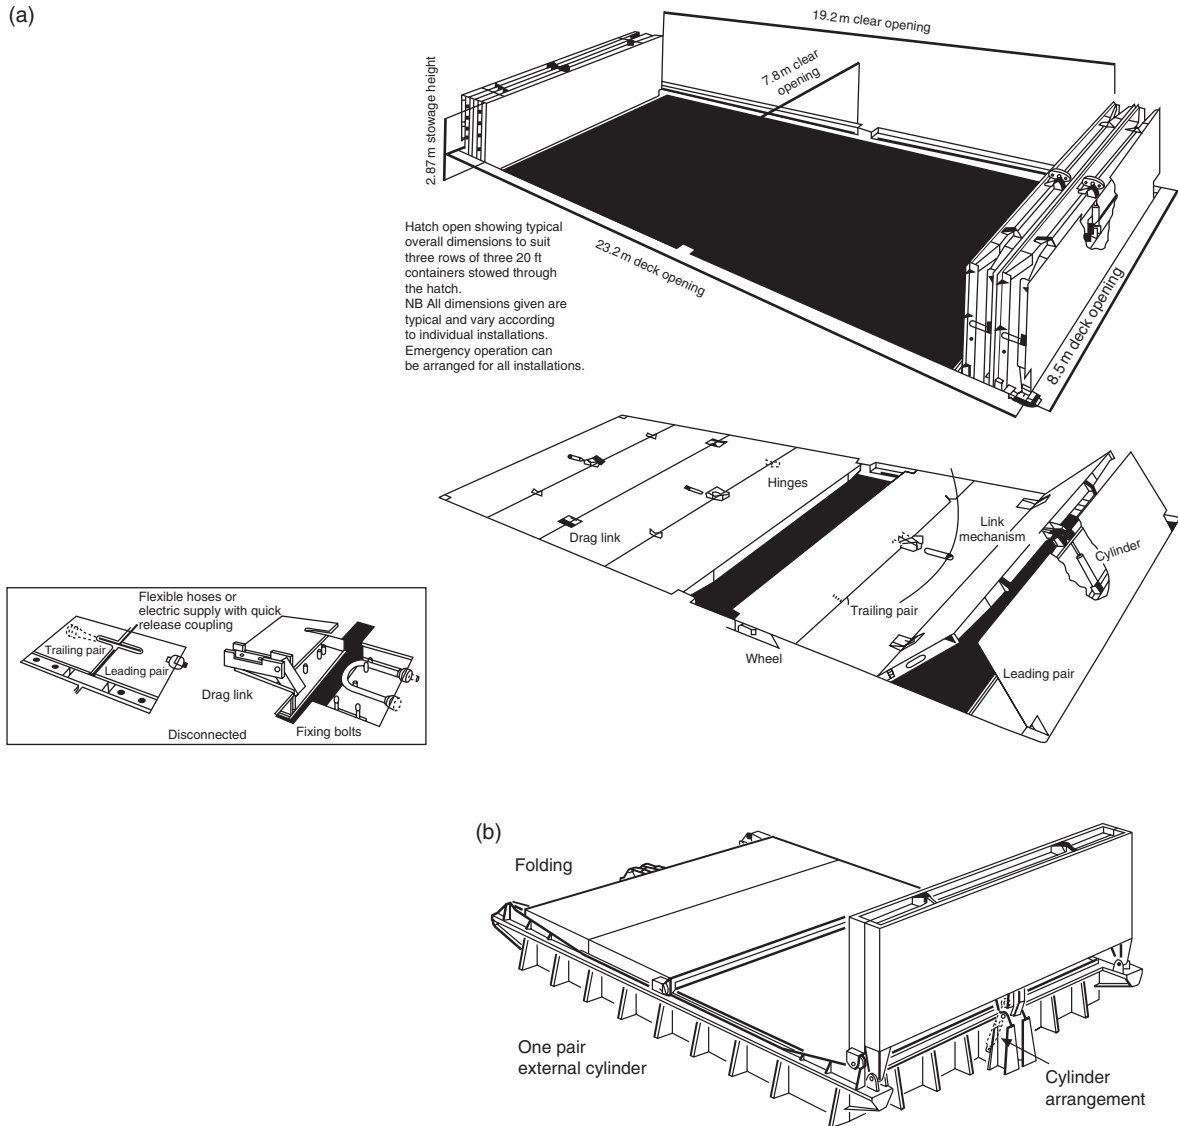 (a)
19.2 m clear opening
7.8 m clear
opening
2.87 m stowage height
Hatch open showing typical
overall dimensions to suit
three rows of three 20 ft
containers stowed through
the hatch.
NB All dimensions given are
typical and vary according
to individual installations.
Emergency operation can
be arranged for all installations.
23.2 m deck opening
8.5 m deck opening
Hinges
Drag link
Link
mechanism
Cylinder
Trailing pair
Wheel
Leading pair
Flexible hoses or
electric supply with quick
release coupling
Trailing pair
Leading pair
Drag link
Disconnected
Fixing bolts
(b)
Folding
One pair
external cylinder
Cylinder
arrangement